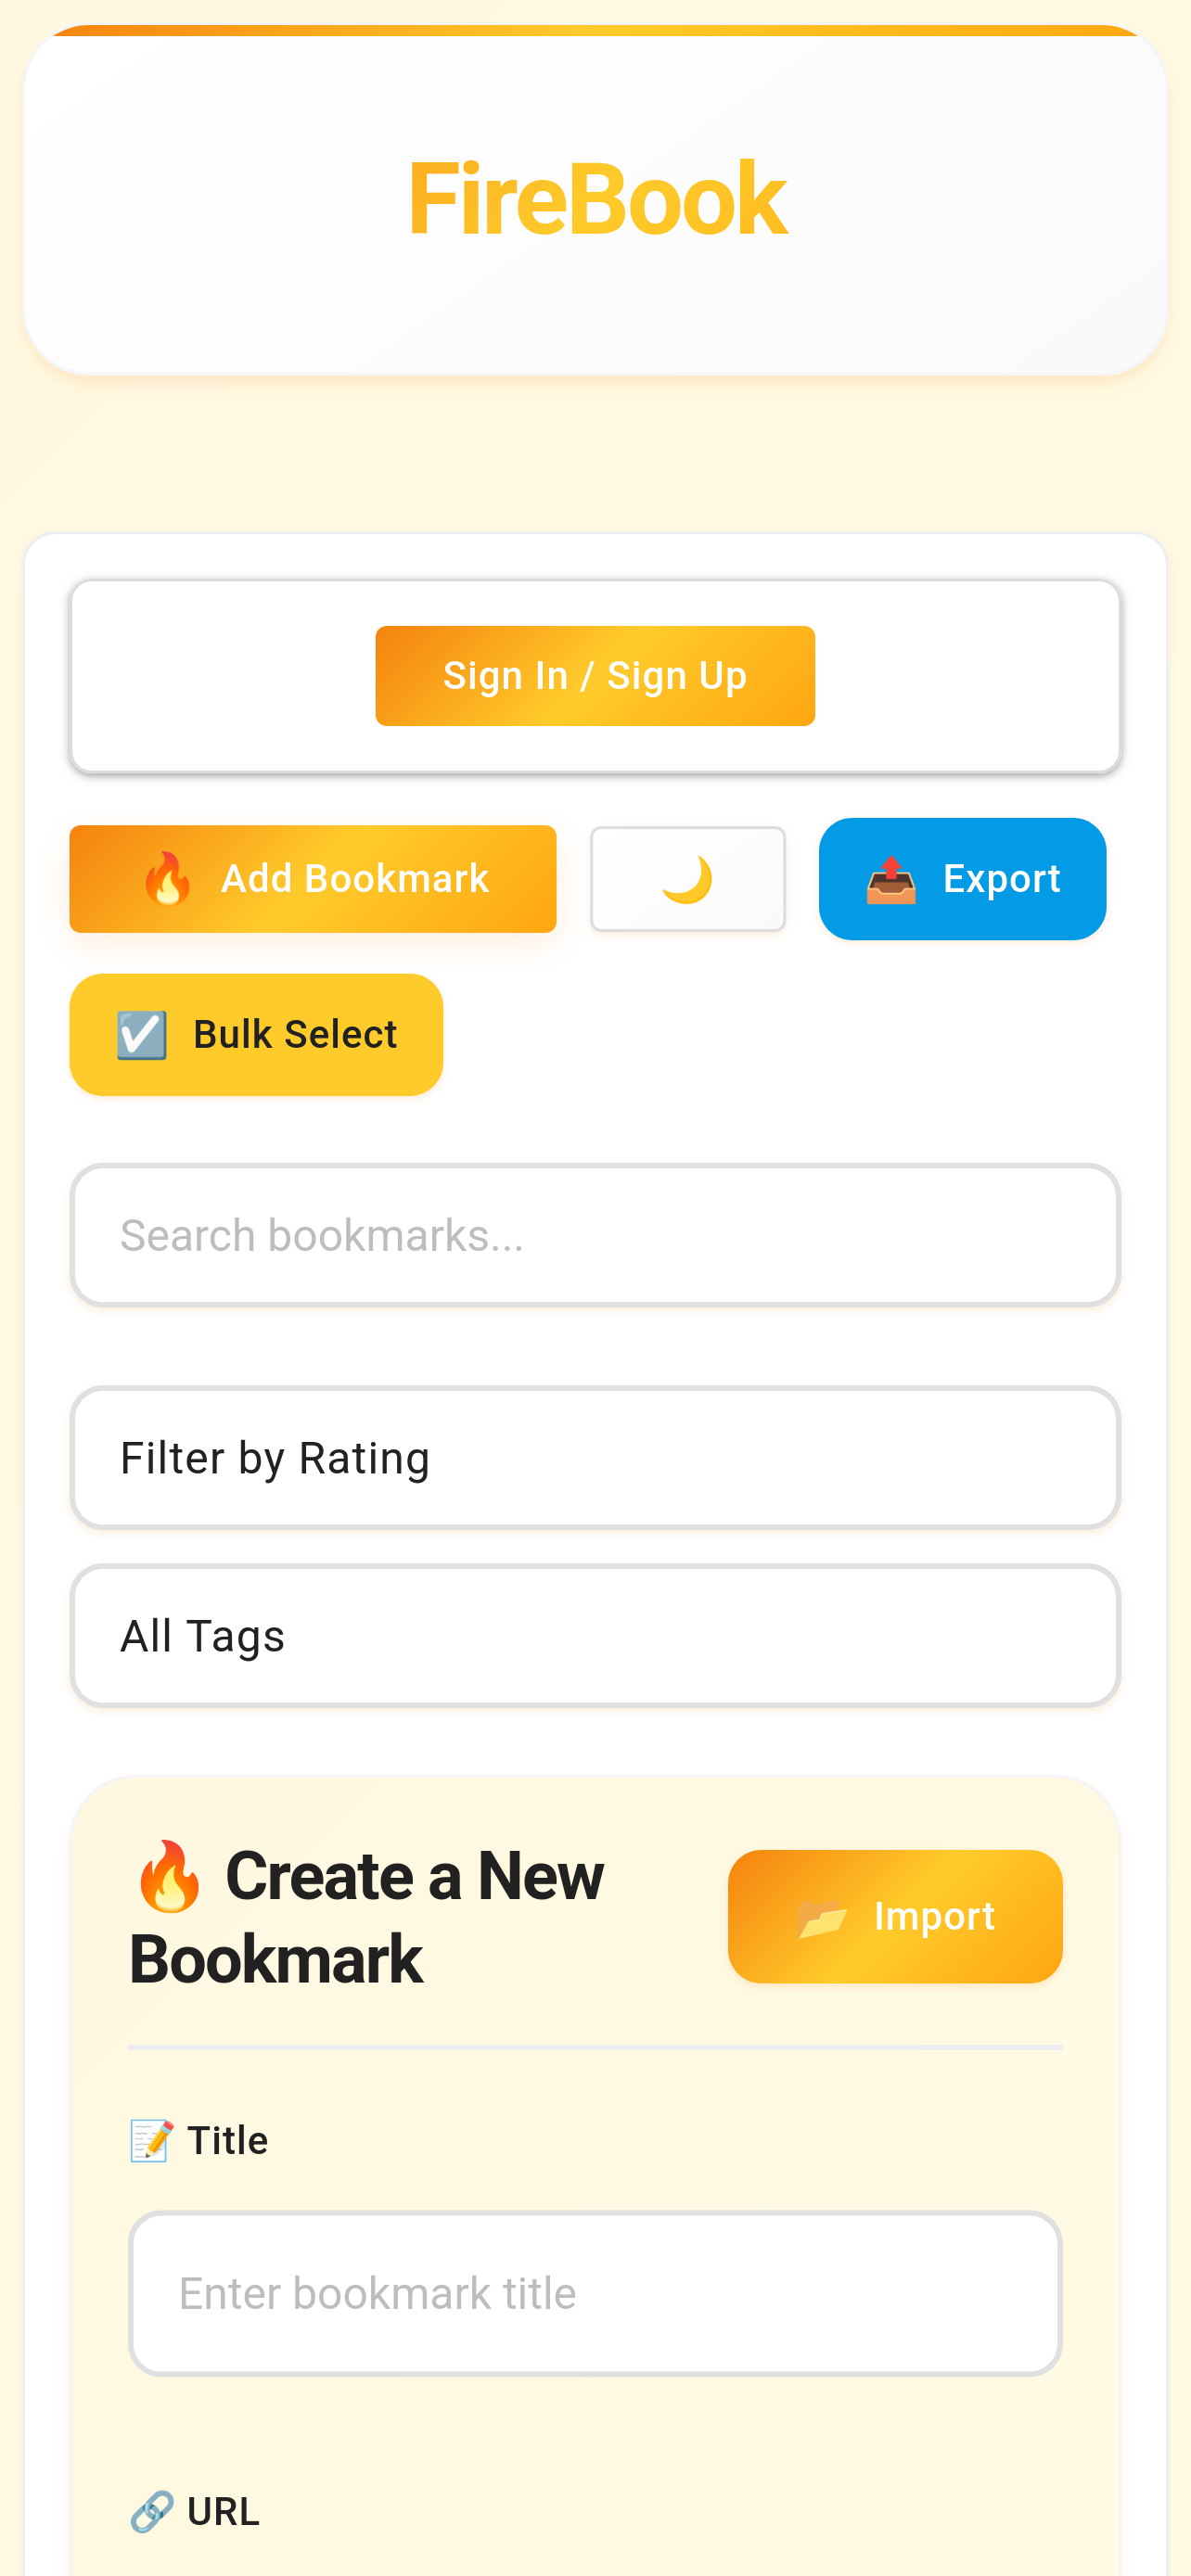 FireBook
Sign In / Sign Up
🔥 Add Bookmark
🌙
📤 Export
☑️ Bulk Select
Search bookmarks...
Filter by Rating
All Tags
🔥 Create a New
Bookmark
📂 Import
📝 Title
Enter bookmark title
🔗 URL